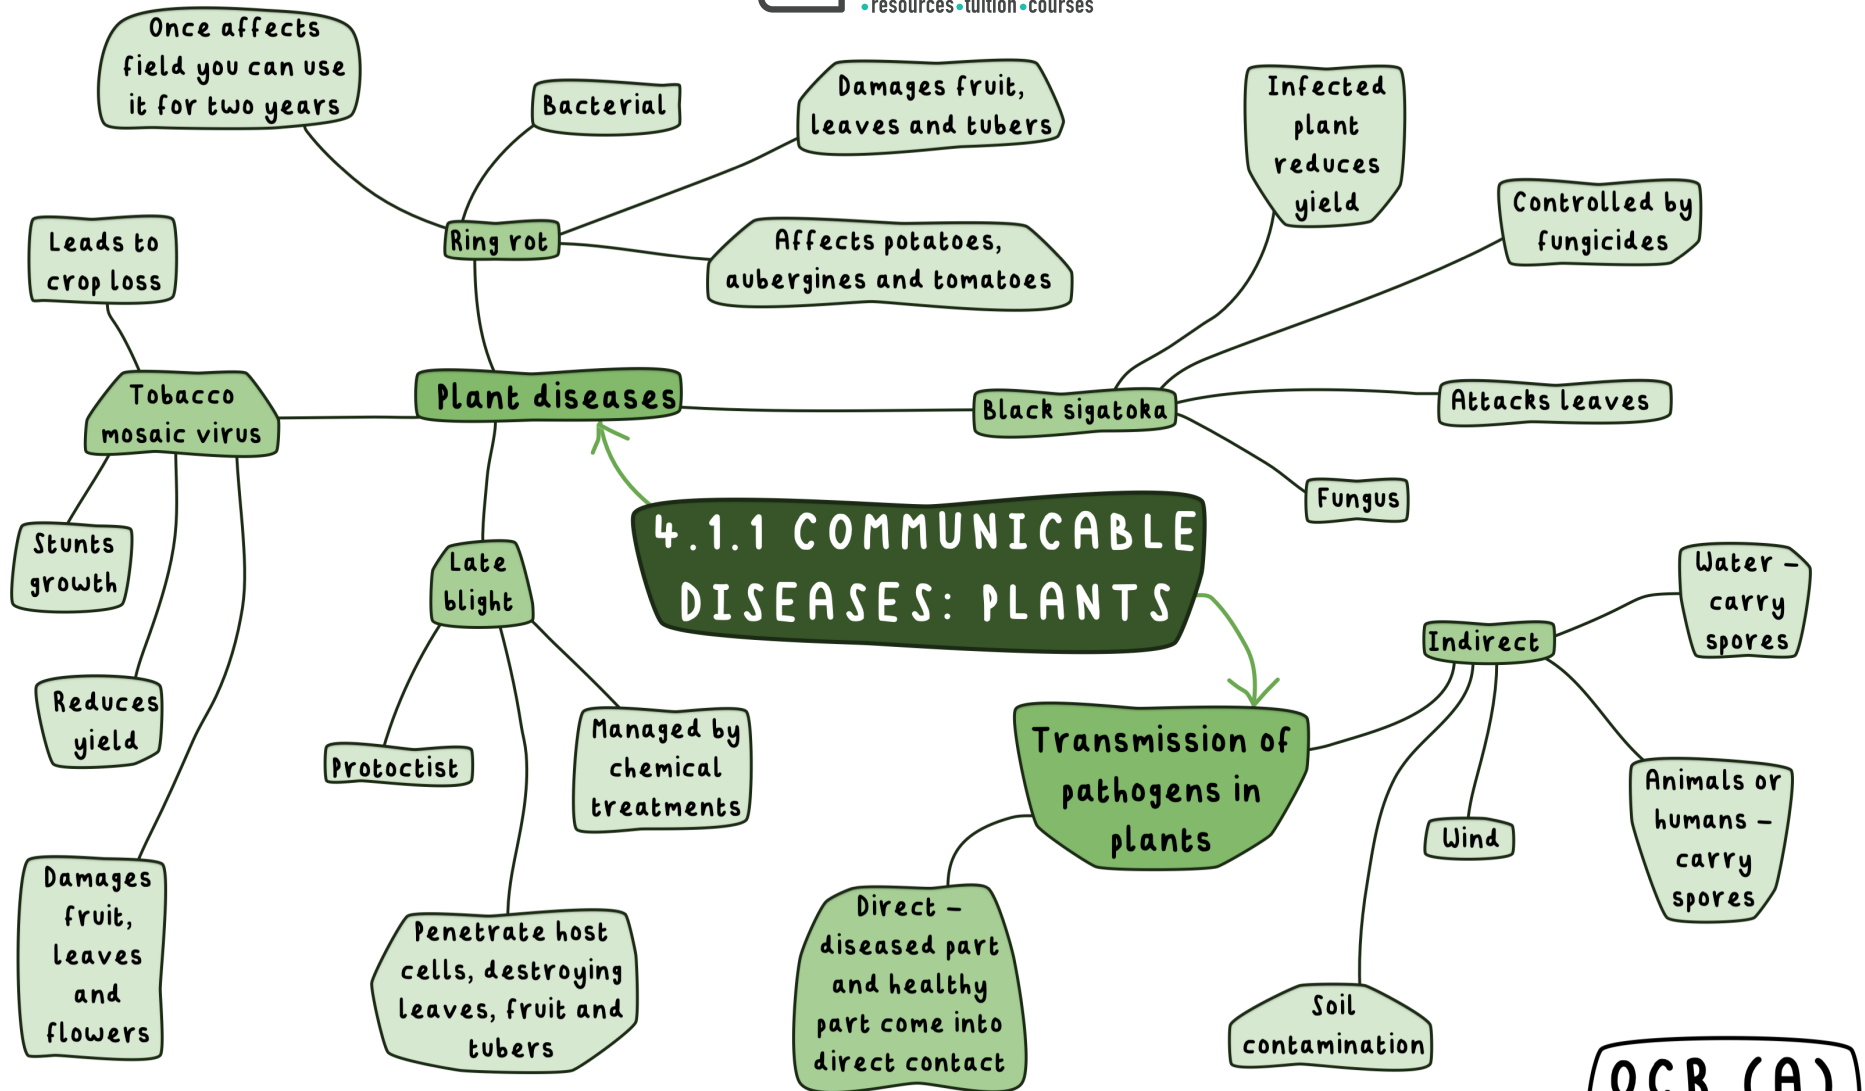 •resources•tuition•courses
Once affects
field you can use
it for two years
Bacterial
Damages fruit,
leaves and tubers
Infected
plant
reduces
yield
Controlled by
fungicides
Leads to
crop loss
Ring rot
Affects potatoes,
aubergines and tomatoes
Tobacco
mosaic virus
Plant diseases
Black sigatoka
Attacks leaves
Fungus
Stunts
growth
Late
blight
4.1.1 COMMUNICABLE
DISEASES: PLANTS
Water –
carry
spores
Indirect
Reduces
yield
Protoctist
Managed by
chemical
treatments
Transmission of
pathogens in
plants
Wind
Animals or
humans –
carry
spores
Damages
fruit,
leaves
and
flowers
Penetrate host
cells, destroying
leaves, fruit and
tubers
Direct –
diseased part
and healthy
part come into
direct contact
Soil
contamination
OCR (A)